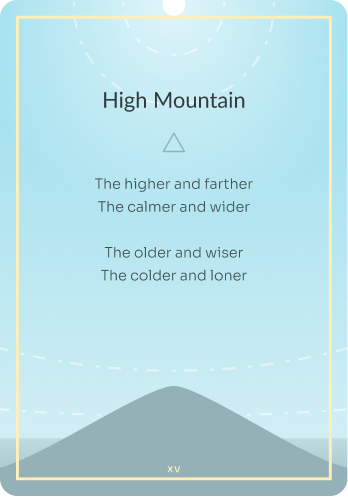 High Mountain
The higher and farther
The calmer and wider
The older and wiser
The colder and loner
XV